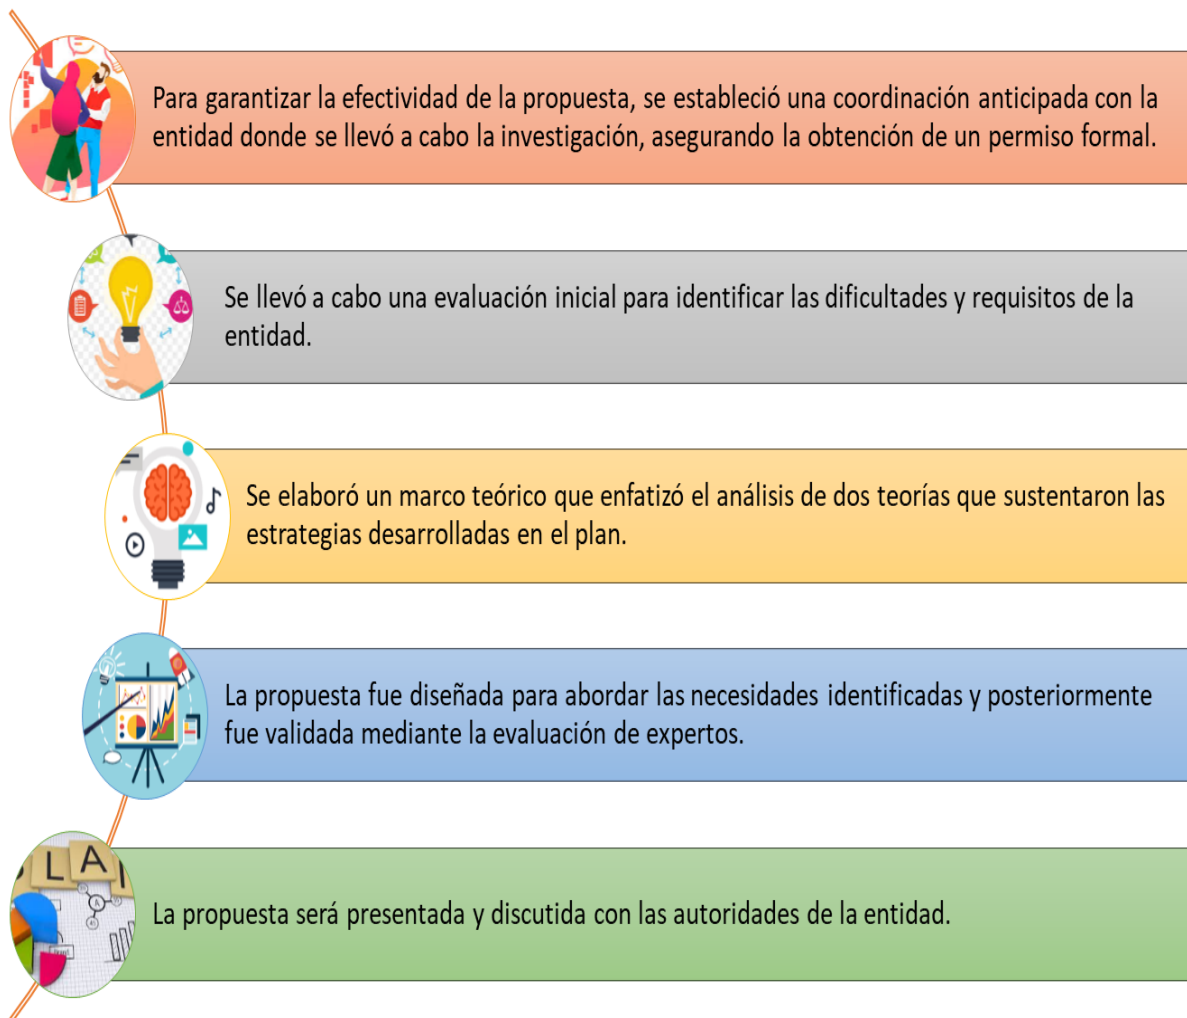 Para garantizar la efectividad de la propuesta, se estableció una coordinación anticipada con la
entidad donde se llevó a cabo la investigación, asegurando la obtención de un permiso formal.
Se llevó a cabo una evaluación inicial para identificar las dificultades y requisitos de la
entidad.
Se elaboró un marco teórico que enfatizó el análisis de dos teorías que sustentaron las
estrategias desarrolladas en el plan.
La propuesta fue diseñada para abordar las necesidades identificadas y posteriormente
fue validada mediante la evaluación de expertos.
L A
La propuesta será presentada y discutida con las autoridades de la entidad.